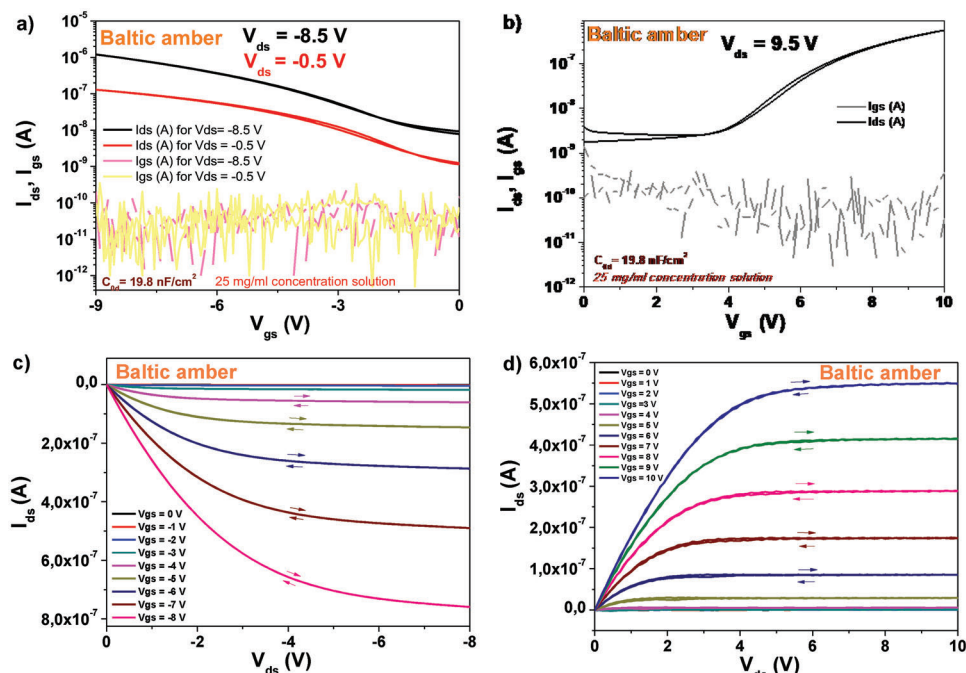 a)
Baltic amber
V_ds = -8.5 V
V_ds = -0.5 V
10^-5
10^-6
10^-7
10^-8
10^-9
10^-10
10^-11
10^-12
I_ds, I_gs (A)
Ids (A) for Vds= -8.5 V
Ids (A) for Vds = -0.5 V
Igs (A) for Vds= -8.5 V
Igs (A) for Vds = -0.5 V
C_0d = 19.8 nF/cm^2
25 mg/ml concentration solution
-9 -6 -3 0
V_gs (V)
b)
Baltic amber
V_ds = 9.5 V
10^-6
10^-7
10^-8
10^-9
10^-10
10^-11
10^-12
I_ds, I_gs (A)
Igs (A)
Ids (A)
C_0d = 19.8 nF/cm^2
25 mg/ml concentration solution
0 2 4 6 8 10
V_gs (V)
c)
Baltic amber
0,0
2,0x10^-7
4,0x10^-7
6,0x10^-7
8,0x10^-7
I_ds (A)
Vgs = 0 V
Vgs = -1 V
Vgs = -2 V
Vgs = -3 V
Vgs = -4 V
Vgs = -5 V
Vgs = -6 V
Vgs = -7 V
Vgs = -8 V
0 -2 -4 -6 -8
V_ds (V)
d)
Baltic amber
6,0x10^-7
5,0x10^-7
4,0x10^-7
2,0x10^-7
1,0x10^-7
0,0
I_ds (A)
Vgs = 0 V
Vgs = 1 V
Vgs = 2 V
Vgs =3 V
Vgs = 4 V
Vgs = 5 V
Vgs = 6 V
Vgs = 7 V
Vgs = 8 V
Vgs = 9 V
Vgs = 10 V
0 2 4 6 8 10
V_ds (V)